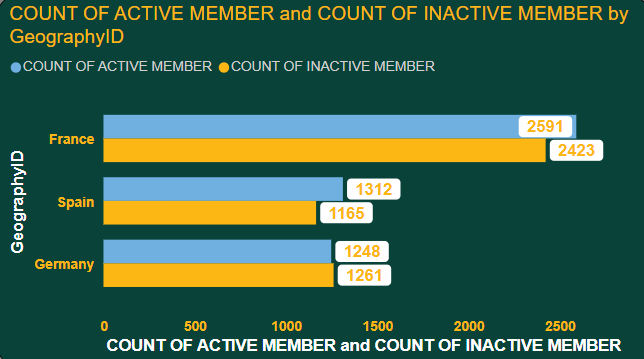 COUNT OF ACTIVE MEMBER and COUNT OF INACTIVE MEMBER by
GeographyID
COUNT OF ACTIVE MEMBER COUNT OF INACTIVE MEMBER
GeographyID
France
2591
2423
Spain
1312
1165
Germany
1248
1261
0 500 1000 1500 2000 2500
COUNT OF ACTIVE MEMBER and COUNT OF INACTIVE MEMBER